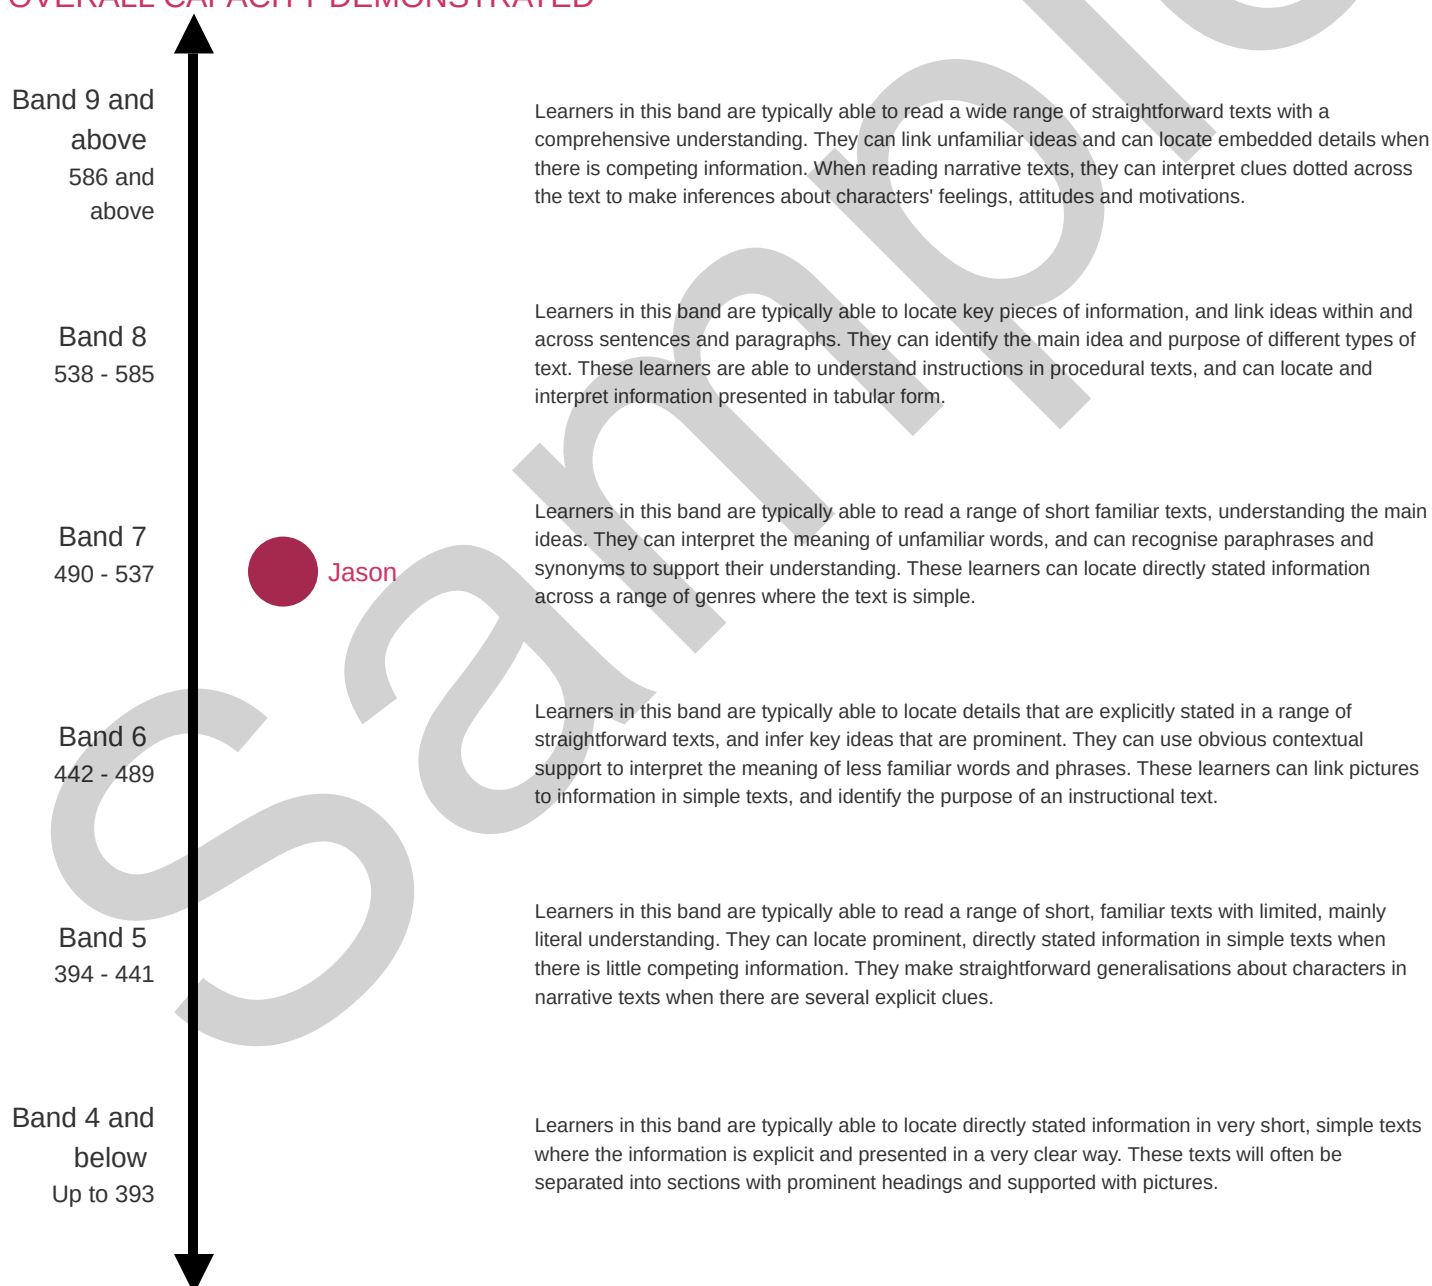 OVERALL CAPACITY DEMONSTRATED
Band 9 and
above
586 and
above
Learners in this band are typically able to read a wide range of straightforward texts with a
comprehensive understanding. They can link unfamiliar ideas and can locate embedded details when
there is competing information. When reading narrative texts, they can interpret clues dotted across
the text to make inferences about characters' feelings, attitudes and motivations.
Band 8
538 - 585
Learners in this band are typically able to locate key pieces of information, and link ideas within and
across sentences and paragraphs. They can identify the main idea and purpose of different types of
text. These learners are able to understand instructions in procedural texts, and can locate and
interpret information presented in tabular form.
Band 7
490 - 537
Jason
Learners in this band are typically able to read a range of short familiar texts, understanding the main
ideas. They can interpret the meaning of unfamiliar words, and can recognise paraphrases and
synonyms to support their understanding. These learners can locate directly stated information
across a range of genres where the text is simple.
Band 6
442 - 489
Learners in this band are typically able to locate details that are explicitly stated in a range of
straightforward texts, and infer key ideas that are prominent. They can use obvious contextual
support to interpret the meaning of less familiar words and phrases. These learners can link pictures
to information in simple texts, and identify the purpose of an instructional text.
Band 5
394 - 441
Learners in this band are typically able to read a range of short, familiar texts with limited, mainly
literal understanding. They can locate prominent, directly stated information in simple texts when
there is little competing information. They make straightforward generalisations about characters in
narrative texts when there are several explicit clues.
Band 4 and
below
Up to 393
Learners in this band are typically able to locate directly stated information in very short, simple texts
where the information is explicit and presented in a very clear way. These texts will often be
separated into sections with prominent headings and supported with pictures.
Sample